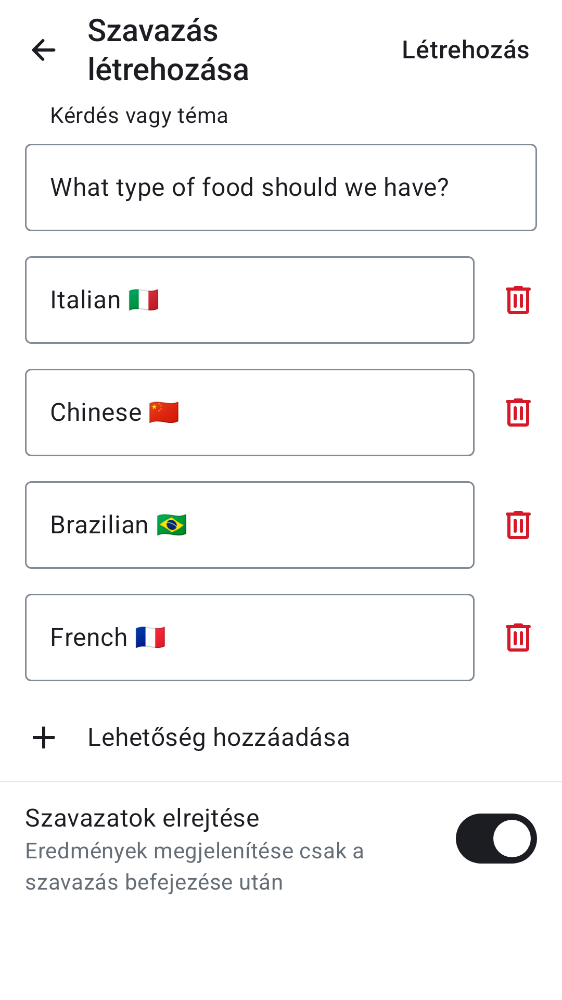 Szavazás
létrehozása
Létrehozás
Kérdés vagy téma
What type of food should we have?
Italian 🇮🇹
Chinese 🇨🇳
Brazilian 🇧🇷
French 🇫🇷
Lehetőség hozzáadása
Szavazatok elrejtése
Eredmények megjelenítése csak a
szavazás befejezése után